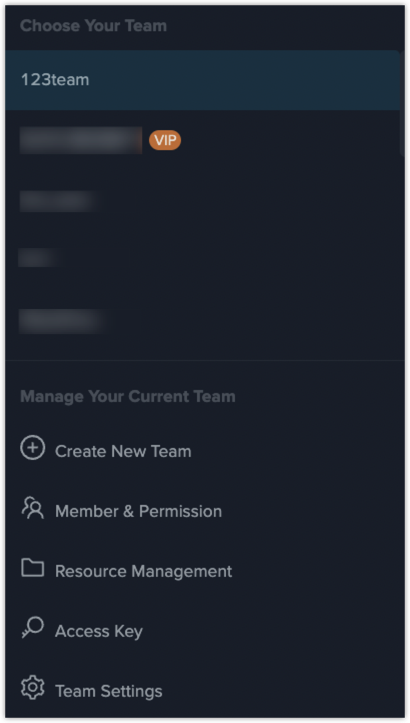 Choose Your Team
123team
VIP
Manage Your Current Team
Create New Team
Member & Permission
Resource Management
Access Key
Team Settings